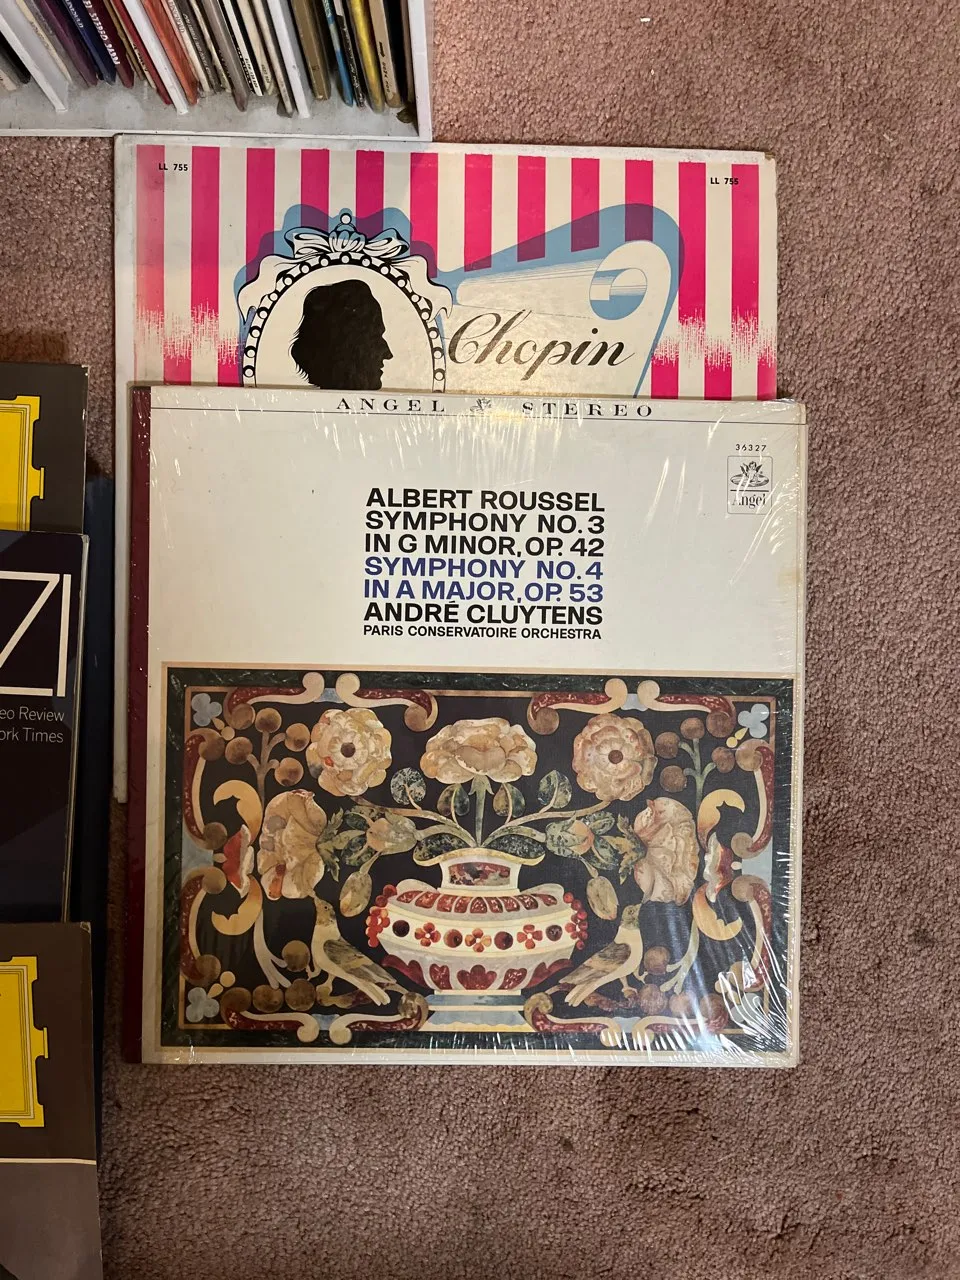 LL 755
LL 755
Chopin
ANGEL STEREO
36327
Angel
ALBERT ROUSSEL
SYMPHONY NO. 3
IN G MINOR, OP. 42
SYMPHONY NO. 4
IN A MAJOR, OP. 53
ANDRÉ CLUYTENS
PARIS CONSERVATOIRE ORCHESTRA
eo Review
ork Times